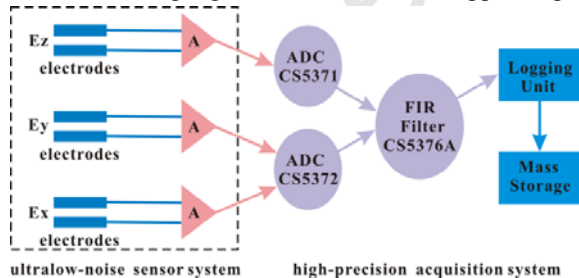 Ez
electrodes
A
Ey
electrodes
A
Ex
electrodes
A
ADC
CS5371
ADC
CS5372
FIR
Filter
CS5376A
Logging
Unit
Mass
Storage
ultralow-noise sensor system
high-precision acquisition system